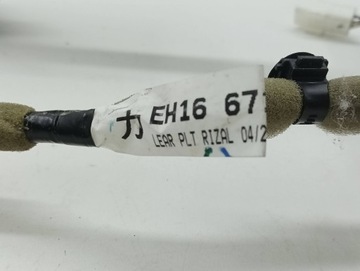 力 EH16 67
LEAR PLT RIZAL 04/2